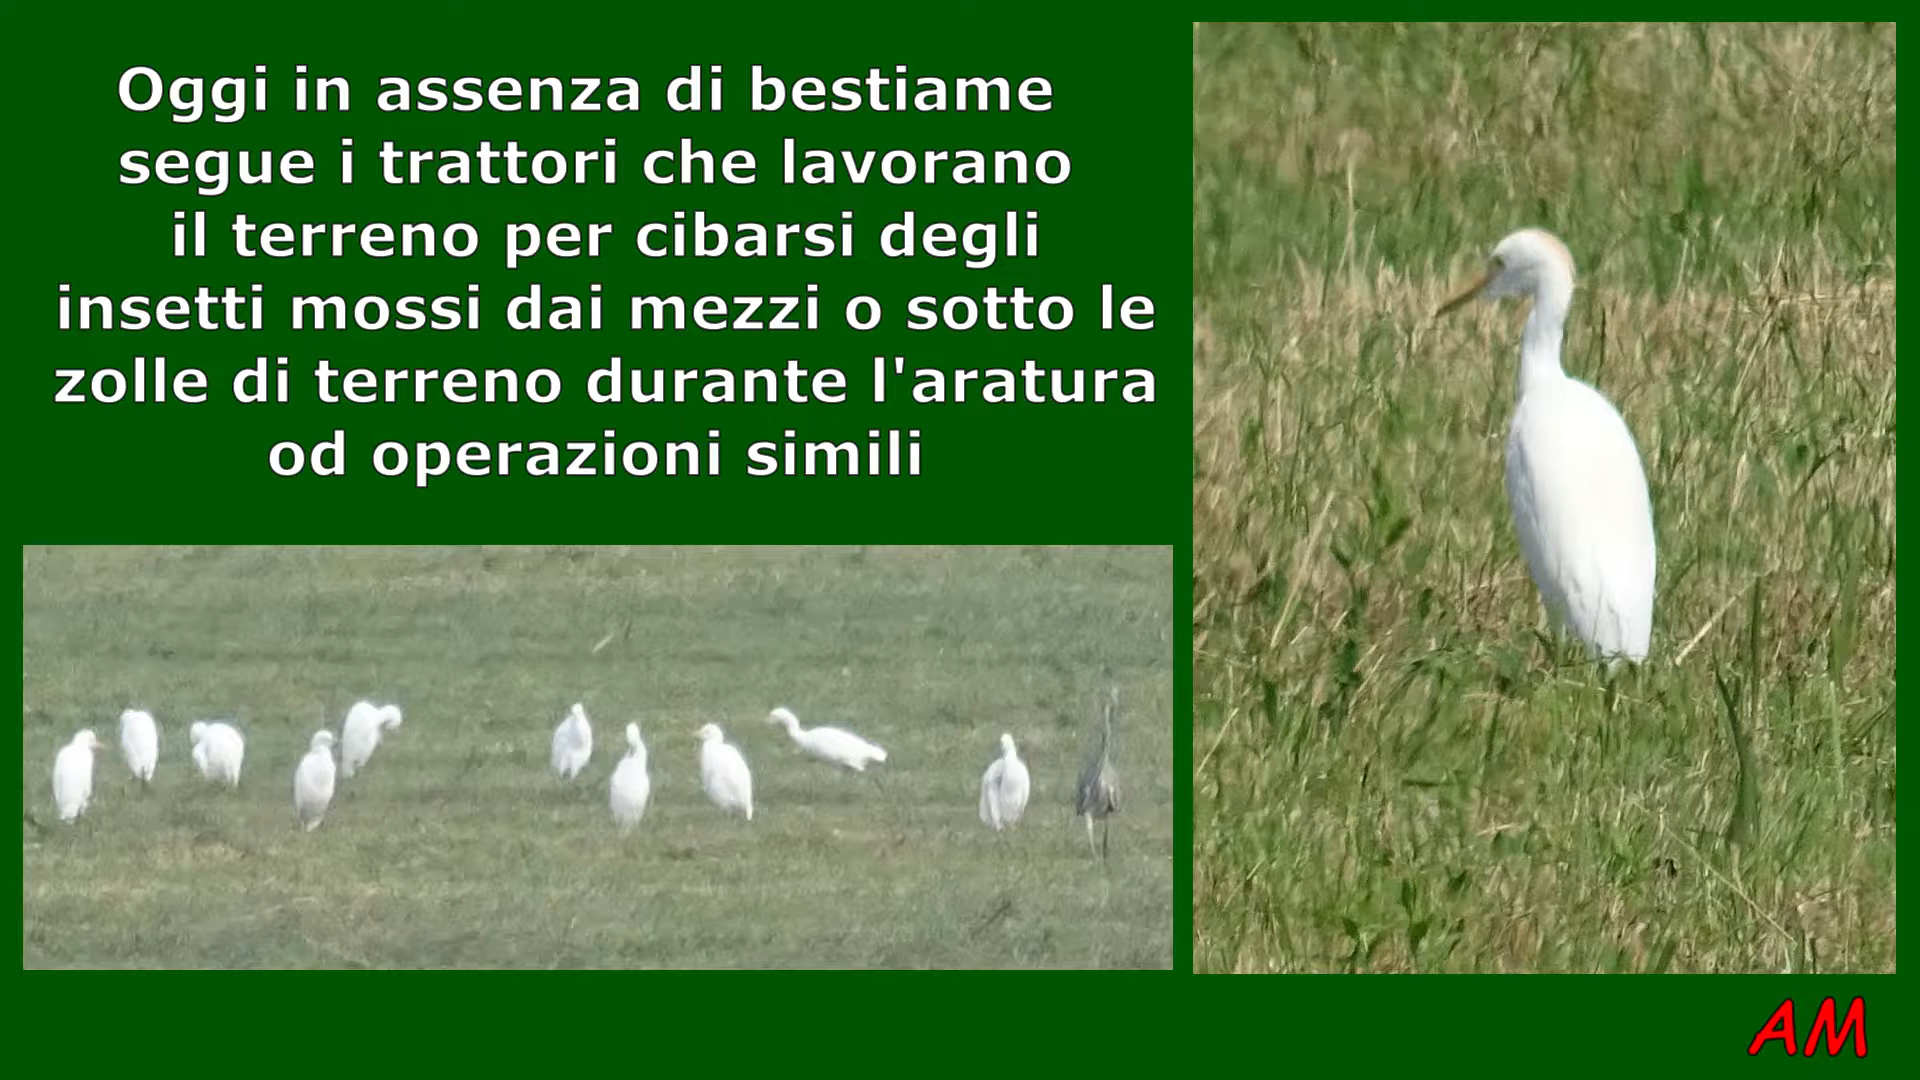 Oggi in assenza di bestiame
segue i trattori che lavorano
il terreno per cibarsi degli
insetti mossi dai mezzi o sotto le
zolle di terreno durante l'aratura
od operazioni simili
AM